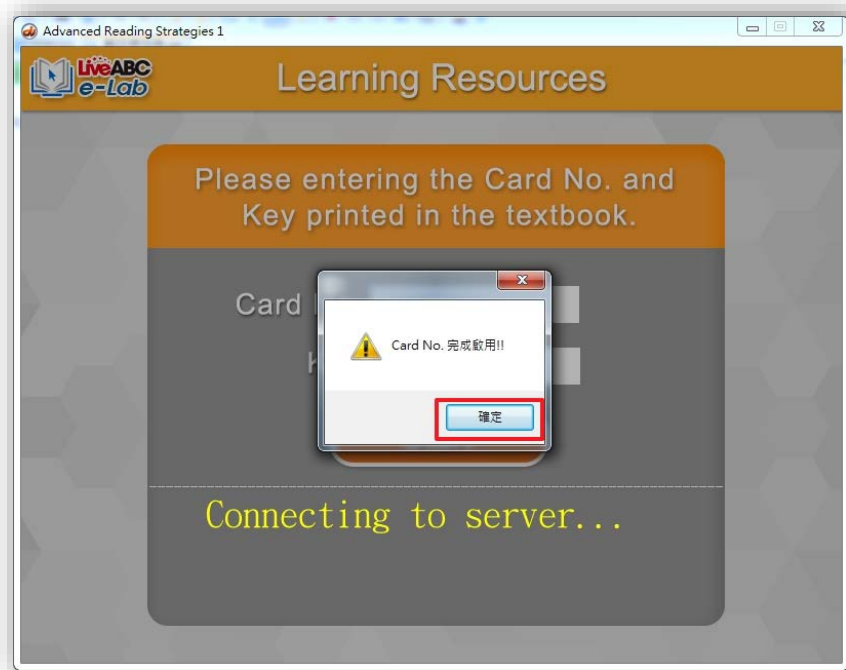 Advanced Reading Strategies 1
LiveABC
e-Lab
Learning Resources
Please entering the Card No. and
Key printed in the textbook.
Card
Card No. 完成啟用!!
確定
Connecting to server...